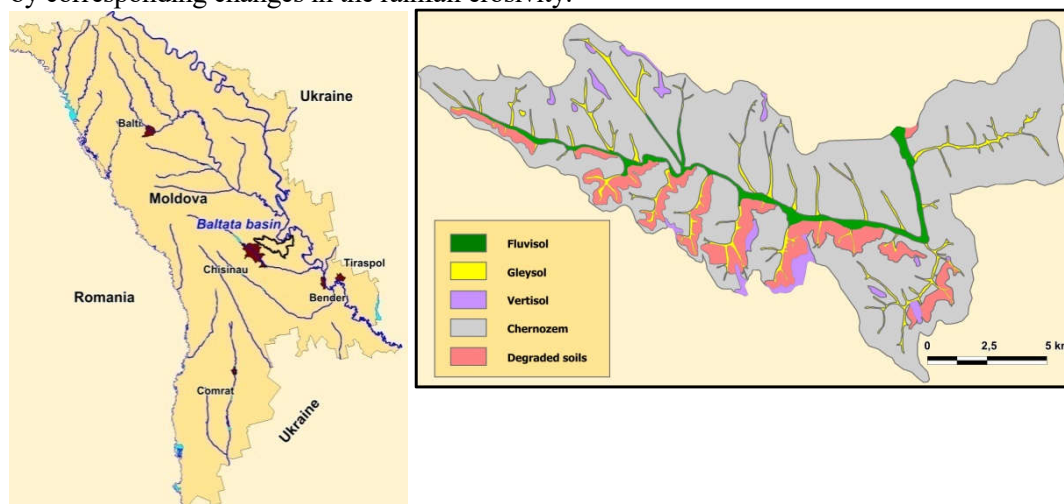 by corresponding changes in the rainfall erosivity.
Ukraine
Balti
Moldova
Baltata basin
Chisinau
Tiraspol
Bender
Romania
Comrat
Ukraine
Fluvisol
Gleysol
Vertisol
Chernozem
Degraded soils
0 2,5 5 km